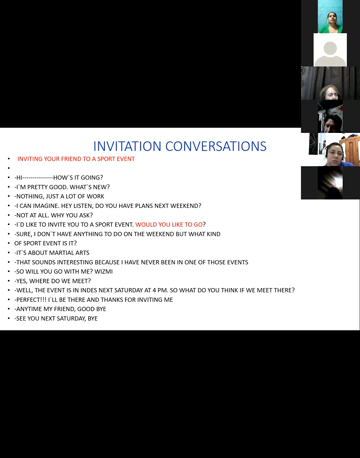 INVITATION CONVERSATIONS
INVITING YOUR FRIEND TO A SPORT EVENT
-HI---------------HOW´S IT GOING?
-I´M PRETTY GOOD. WHAT´S NEW?
-NOTHING, JUST A LOT OF WORK
-I CAN IMAGINE. HEY LISTEN, DO YOU HAVE PLANS NEXT WEEKEND?
-NOT AT ALL. WHY YOU ASK?
-I´D LIKE TO INVITE YOU TO A SPORT EVENT. WOULD YOU LIKE TO GO?
-SURE, I DON´T HAVE ANYTHING TO DO ON THE WEEKEND BUT WHAT KIND
OF SPORT EVENT IS IT?
-IT´S ABOUT MARTIAL ARTS
-THAT SOUNDS INTERESTING BECAUSE I HAVE NEVER BEEN IN ONE OF THOSE EVENTS
-SO WILL YOU GO WITH ME? WIZMI
-YES, WHERE DO WE MEET?
-WELL, THE EVENT IS IN INDES NEXT SATURDAY AT 4 PM. SO WHAT DO YOU THINK IF WE MEET THERE?
-PERFECT!!! I´LL BE THERE AND THANKS FOR INVITING ME
-ANYTIME MY FRIEND, GOOD BYE
-SEE YOU NEXT SATURDAY, BYE